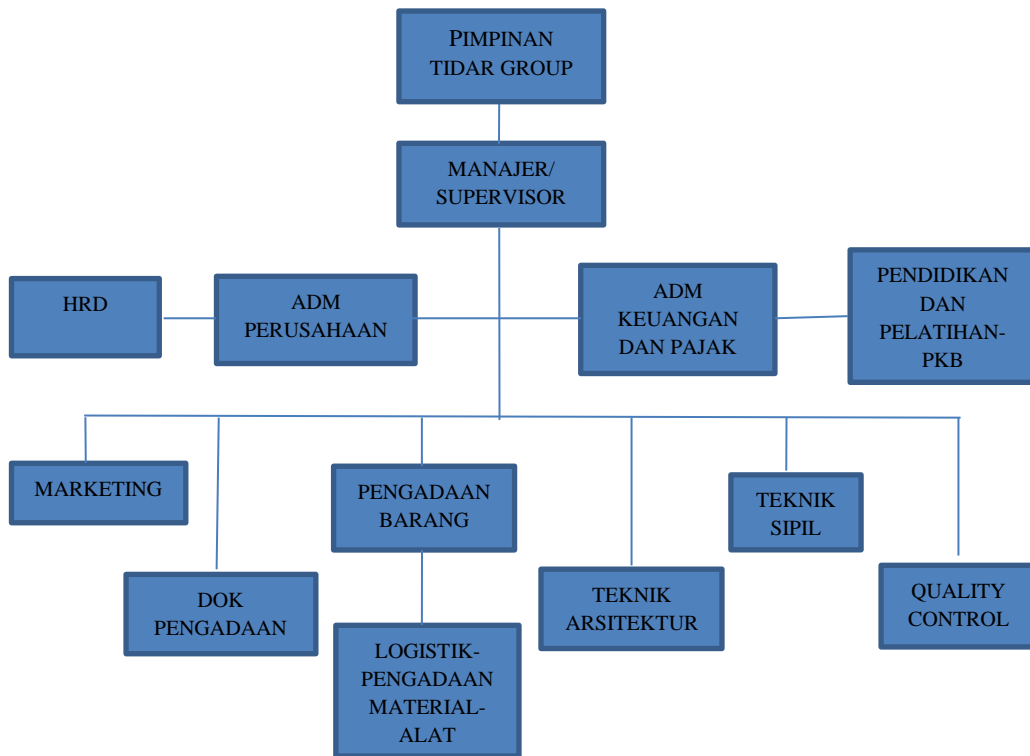 PIMPINAN
TIDAR GROUP
MANAJER/
SUPERVISOR
HRD
ADM
PERUSAHAAN
ADM
KEUANGAN
DAN PAJAK
PENDIDIKAN
DAN
PELATIHAN-
PKB
MARKETING
DOK
PENGADAAN
PENGADAAN
BARANG
LOGISTIK-
PENGADAAN
MATERIAL-
ALAT
TEKNIK
ARSITEKTUR
TEKNIK
SIPIL
QUALITY
CONTROL